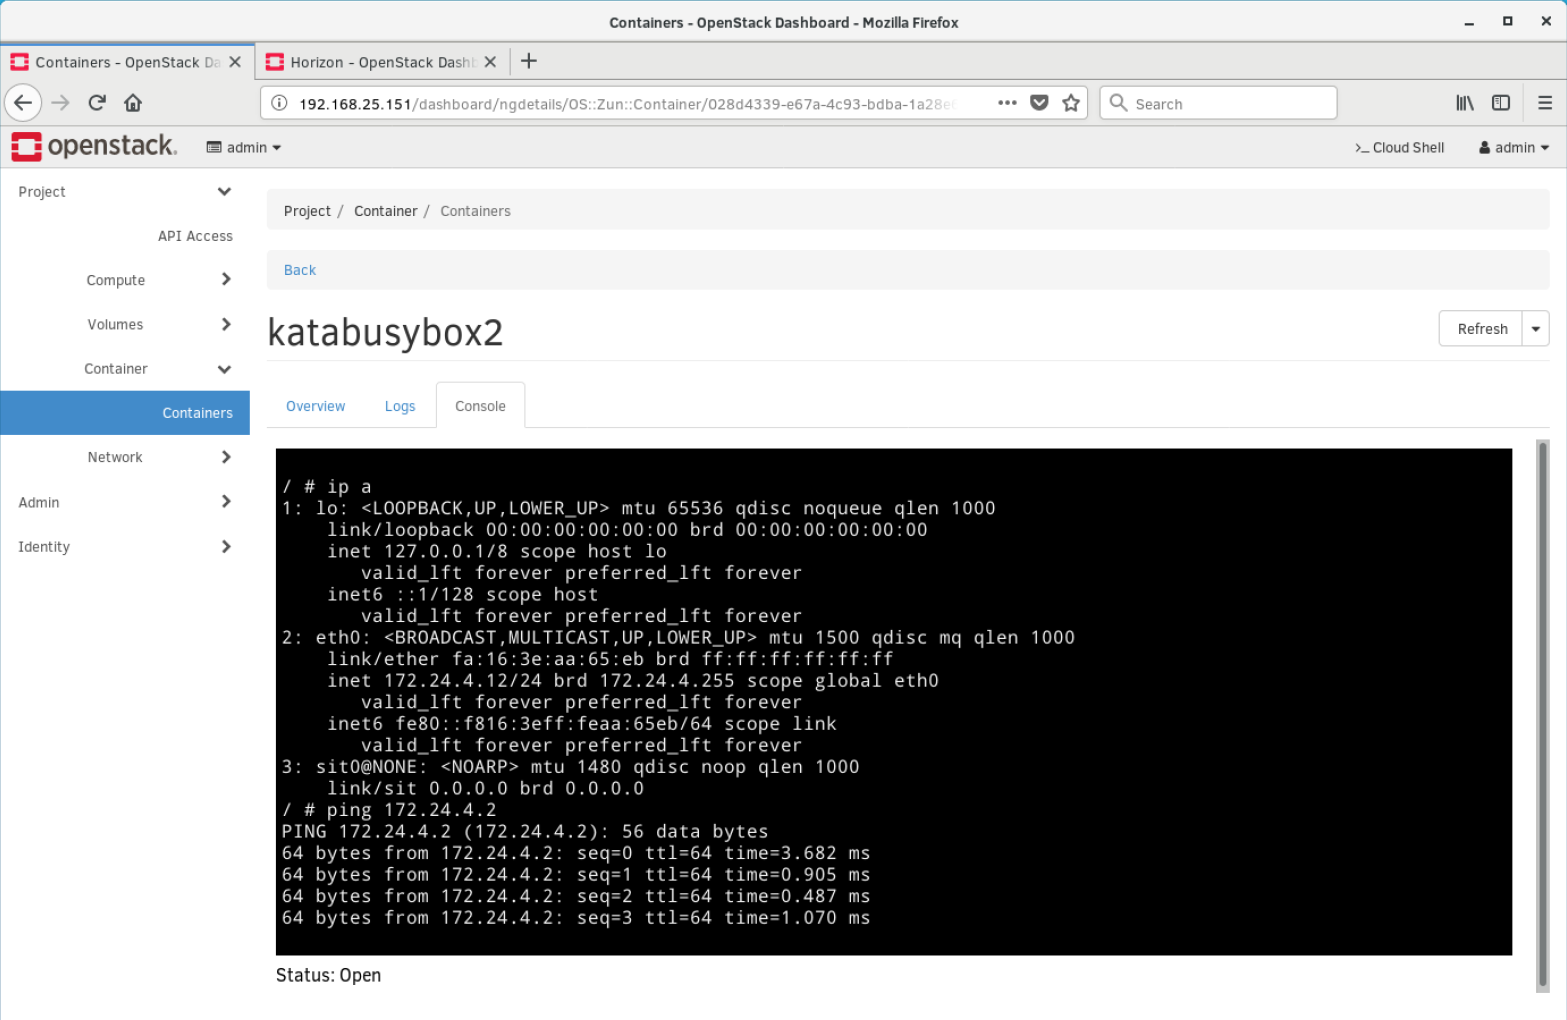 Containers - OpenStack Dashboard - Mozilla Firefox
Containers - OpenStack Da
Horizon - OpenStack Dashb
192.168.25.151/dashboard/ngdetails/OS::Zun::Container/028d4339-e67a-4c93-bdba-1a28e
Search
openstack.
admin
>_ Cloud Shell
admin
Project
API Access
Compute
Volumes
Container
Containers
Network
Admin
Identity
Project / Container / Containers
Back
katabusybox2
Refresh
Overview
Logs
Console
/ # ip a
1: lo: <LOOPBACK,UP,LOWER_UP> mtu 65536 qdisc noqueue qlen 1000
link/loopback 00:00:00:00:00:00 brd 00:00:00:00:00:00
inet 127.0.0.1/8 scope host lo
valid_lft forever preferred_lft forever
inet6 ::1/128 scope host
valid_lft forever preferred_lft forever
2: eth0: <BROADCAST,MULTICAST,UP,LOWER_UP> mtu 1500 qdisc mq qlen 1000
link/ether fa:16:3e:aa:65:eb brd ff:ff:ff:ff:ff:ff
inet 172.24.4.12/24 brd 172.24.4.255 scope global eth0
valid_lft forever preferred_lft forever
inet6 fe80::f816:3eff:feaa:65eb/64 scope link
valid_lft forever preferred_lft forever
3: sit0@NONE: <NOARP> mtu 1480 qdisc noop qlen 1000
link/sit 0.0.0.0 brd 0.0.0.0
/ # ping 172.24.4.2
PING 172.24.4.2 (172.24.4.2): 56 data bytes
64 bytes from 172.24.4.2: seq=0 ttl=64 time=3.682 ms
64 bytes from 172.24.4.2: seq=1 ttl=64 time=0.905 ms
64 bytes from 172.24.4.2: seq=2 ttl=64 time=0.487 ms
64 bytes from 172.24.4.2: seq=3 ttl=64 time=1.070 ms
Status: Open